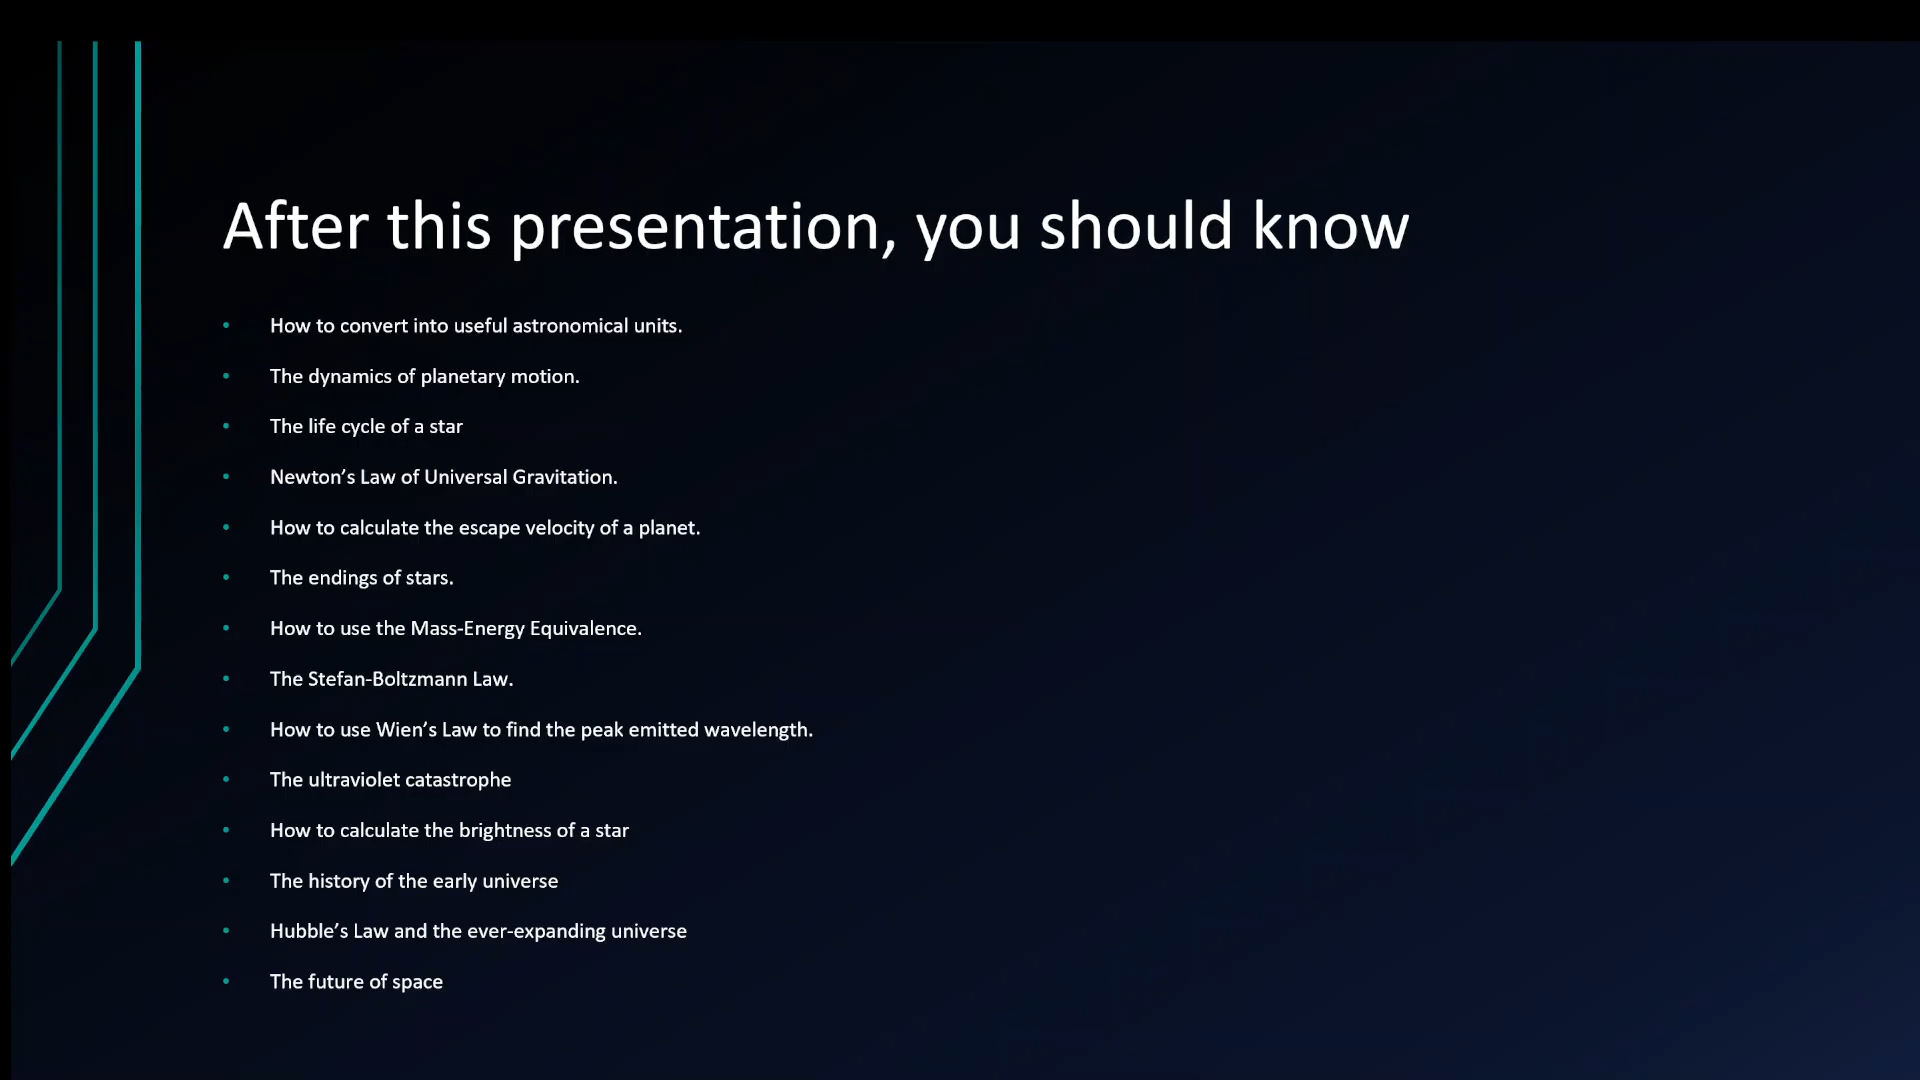 After this presentation, you should know
• How to convert into useful astronomical units.
• The dynamics of planetary motion.
• The life cycle of a star
• Newton’s Law of Universal Gravitation.
• How to calculate the escape velocity of a planet.
• The endings of stars.
• How to use the Mass-Energy Equivalence.
• The Stefan-Boltzmann Law.
• How to use Wien’s Law to find the peak emitted wavelength.
• The ultraviolet catastrophe
• How to calculate the brightness of a star
• The history of the early universe
• Hubble’s Law and the ever-expanding universe
• The future of space